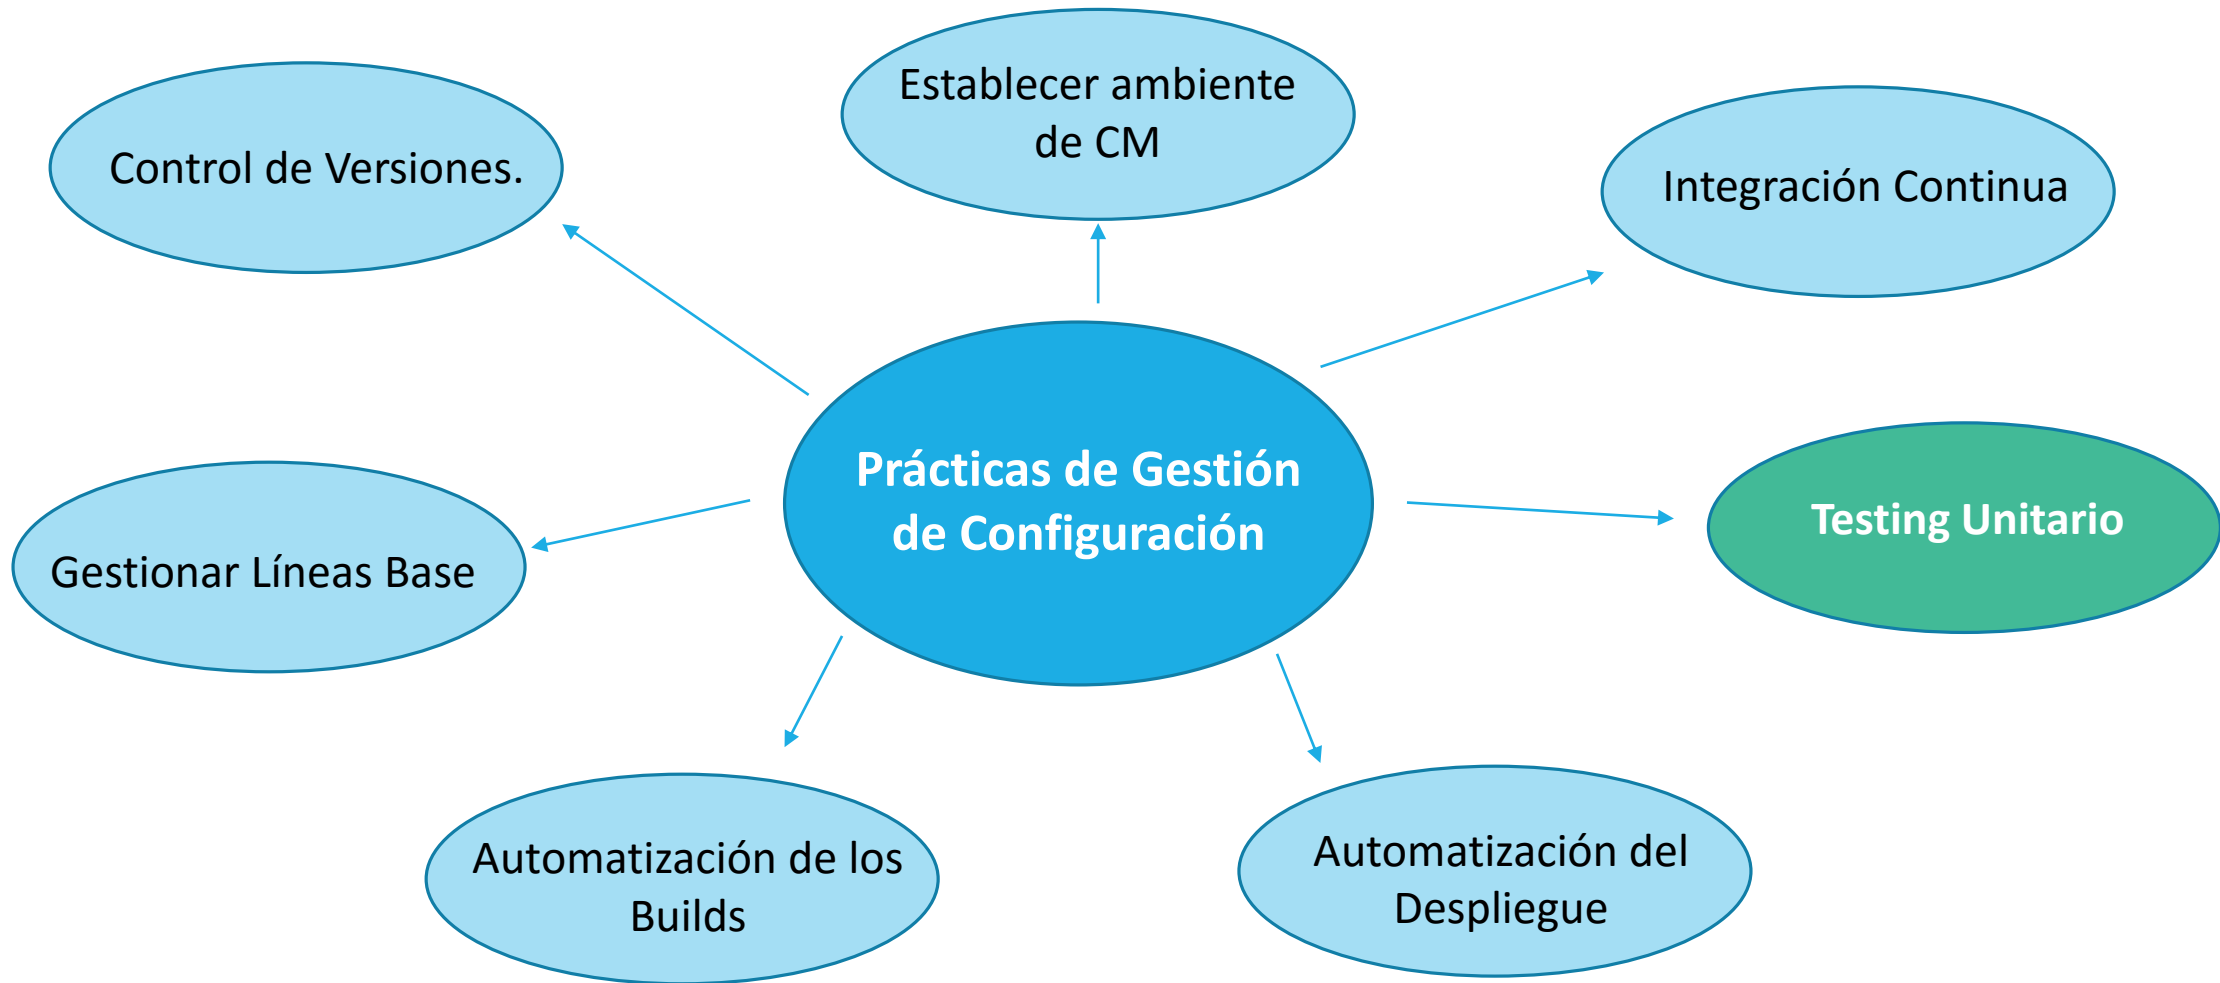 Establecer ambiente
de CM
Control de Versiones.
Integración Continua
Prácticas de Gestión
de Configuración
Testing Unitario
Gestionar Líneas Base
Automatización de los
Builds
Automatización del
Despliegue